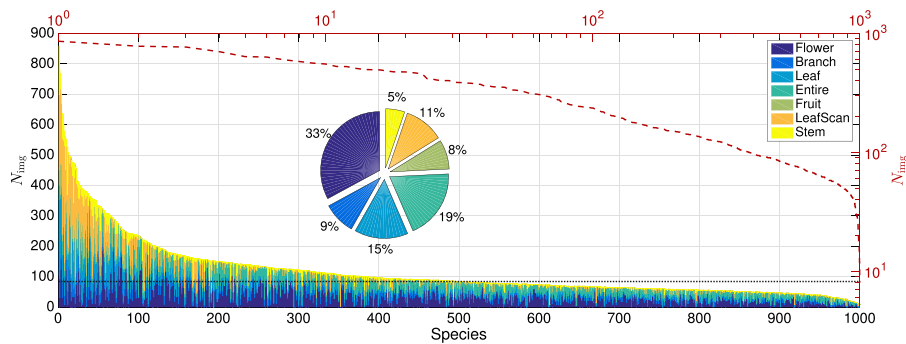 10^0 10^1 10^2 10^3
900
800
700
600
500
400
300
200
100
0
N_img
Flower
Branch
Leaf
Entire
Fruit
LeafScan
Stem
5%
11%
8%
19%
15%
9%
33%
10^3
10^2
10^1
N_img
0 100 200 300 400 500 600 700 800 900 1000
Species